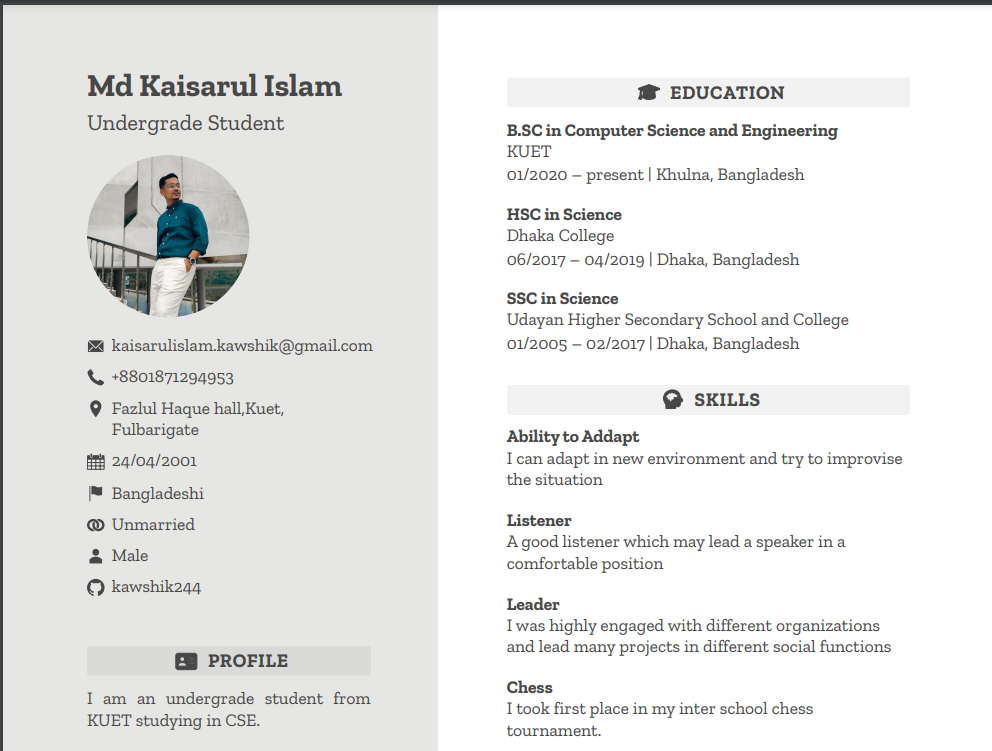 Md Kaisarul Islam
Undergrade Student
kaisarulislam.kawshik@gmail.com
+8801871294953
Fazlul Haque hall,Kuet,
Fulbarigate
24/04/2001
Bangladeshi
Unmarried
Male
kawshik244
PROFILE
I am an undergrade student from
KUET studying in CSE.
EDUCATION
B.SC in Computer Science and Engineering
KUET
01/2020 – present | Khulna, Bangladesh
HSC in Science
Dhaka College
06/2017 – 04/2019 | Dhaka, Bangladesh
SSC in Science
Udayan Higher Secondary School and College
01/2005 – 02/2017 | Dhaka, Bangladesh
SKILLS
Ability to Addapt
I can adapt in new environment and try to improvise
the situation
Listener
A good listener which may lead a speaker in a
comfortable position
Leader
I was highly engaged with different organizations
and lead many projects in different social functions
Chess
I took first place in my inter school chess
tournament.